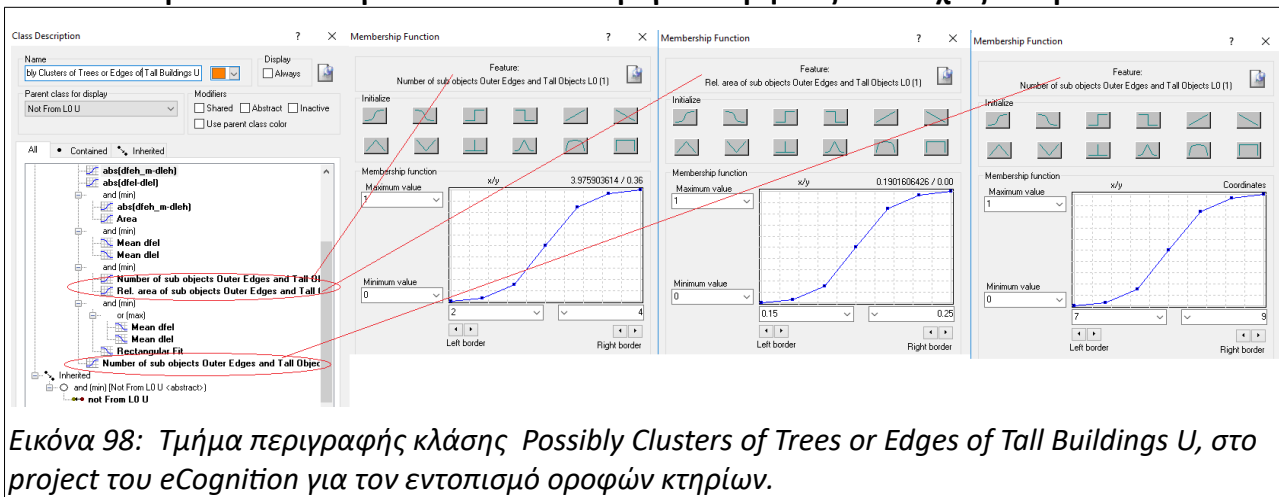 Class Description ? ×
Name
bly Clusters of Trees or Edges of Tall Buildings U
Display
Always
Parent class for display
Not From L0 U
Modifiers
Shared Abstract Inactive
Use parent class color
All Contained Inherited
abs(dfeh_m-dleh)
abs(dfel-dlel)
and (min)
abs(dfeh_m-dleh)
Area
and (min)
Mean dfel
Mean dlel
and (min)
Number of sub objects Outer Edges and Tall Ol
Rel. area of sub objects Outer Edges and Tall (
and (min)
or (max)
Mean dfel
Mean dlel
Rectangular Fit
Number of sub objects Outer Edges and Tall Objec
Inherited
and (min) [Not From L0 U <abstract>)
not From L0 U
Membership Function ? ×
Feature:
Number of sub objects Outer Edges and Tall Objects L0 (1)
Initialize
Membership function
Maximum value
1
x/y 3.975903614 / 0.36
Minimum value
0
2 4
Left border Right border
Membership Function ? ×
Feature:
Rel. area of sub objects Outer Edges and Tall Objects L0 (1)
Initialize
Membership function
Maximum value
1
x/y 0.1901606426 / 0.00
Minimum value
0
0.15 0.25
Left border Right border
Membership Function ? ×
Feature:
Number of sub objects Outer Edges and Tall Objects L0 (1)
Initialize
Membership function
Maximum value
1
x/y Coordinates
Minimum value
0
7 9
Left border Right border
Εικόνα 98: Τμήμα περιγραφής κλάσης Possibly Clusters of Trees or Edges of Tall Buildings U, στο
project του eCognition για τον εντοπισμό οροφών κτηρίων.